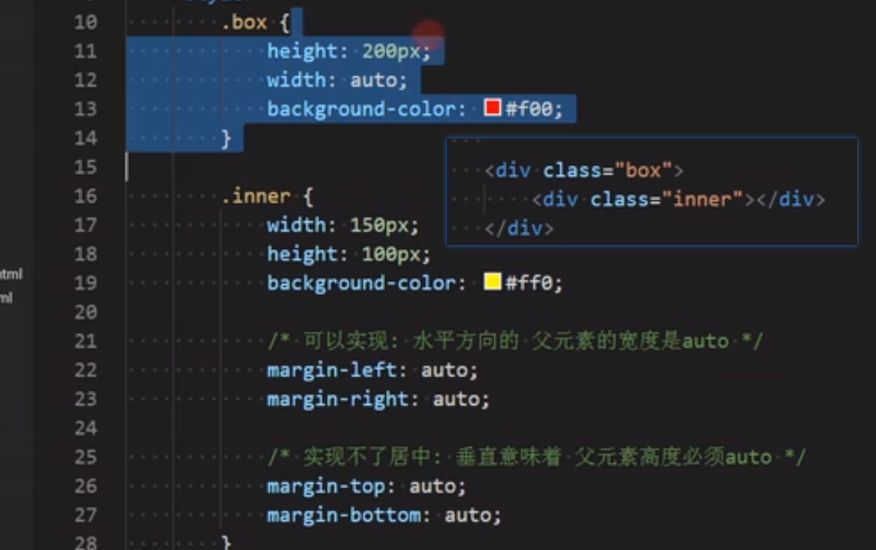 10 .box {
11 height: 200px;
12 width: auto;
13 background-color: #f00;
14 }
15
16 .inner {
17 width: 150px;
18 height: 100px;
19 background-color: #ff0;
20
21 /* 可以实现: 水平方向的 父元素的宽度是auto */
22 margin-left: auto;
23 margin-right: auto;
24
25 /* 实现不了居中: 垂直意味着 父元素高度必须auto */
26 margin-top: auto;
27 margin-bottom: auto;
28 }
<div class="box">
<div class="inner"></div>
</div>
html
ml